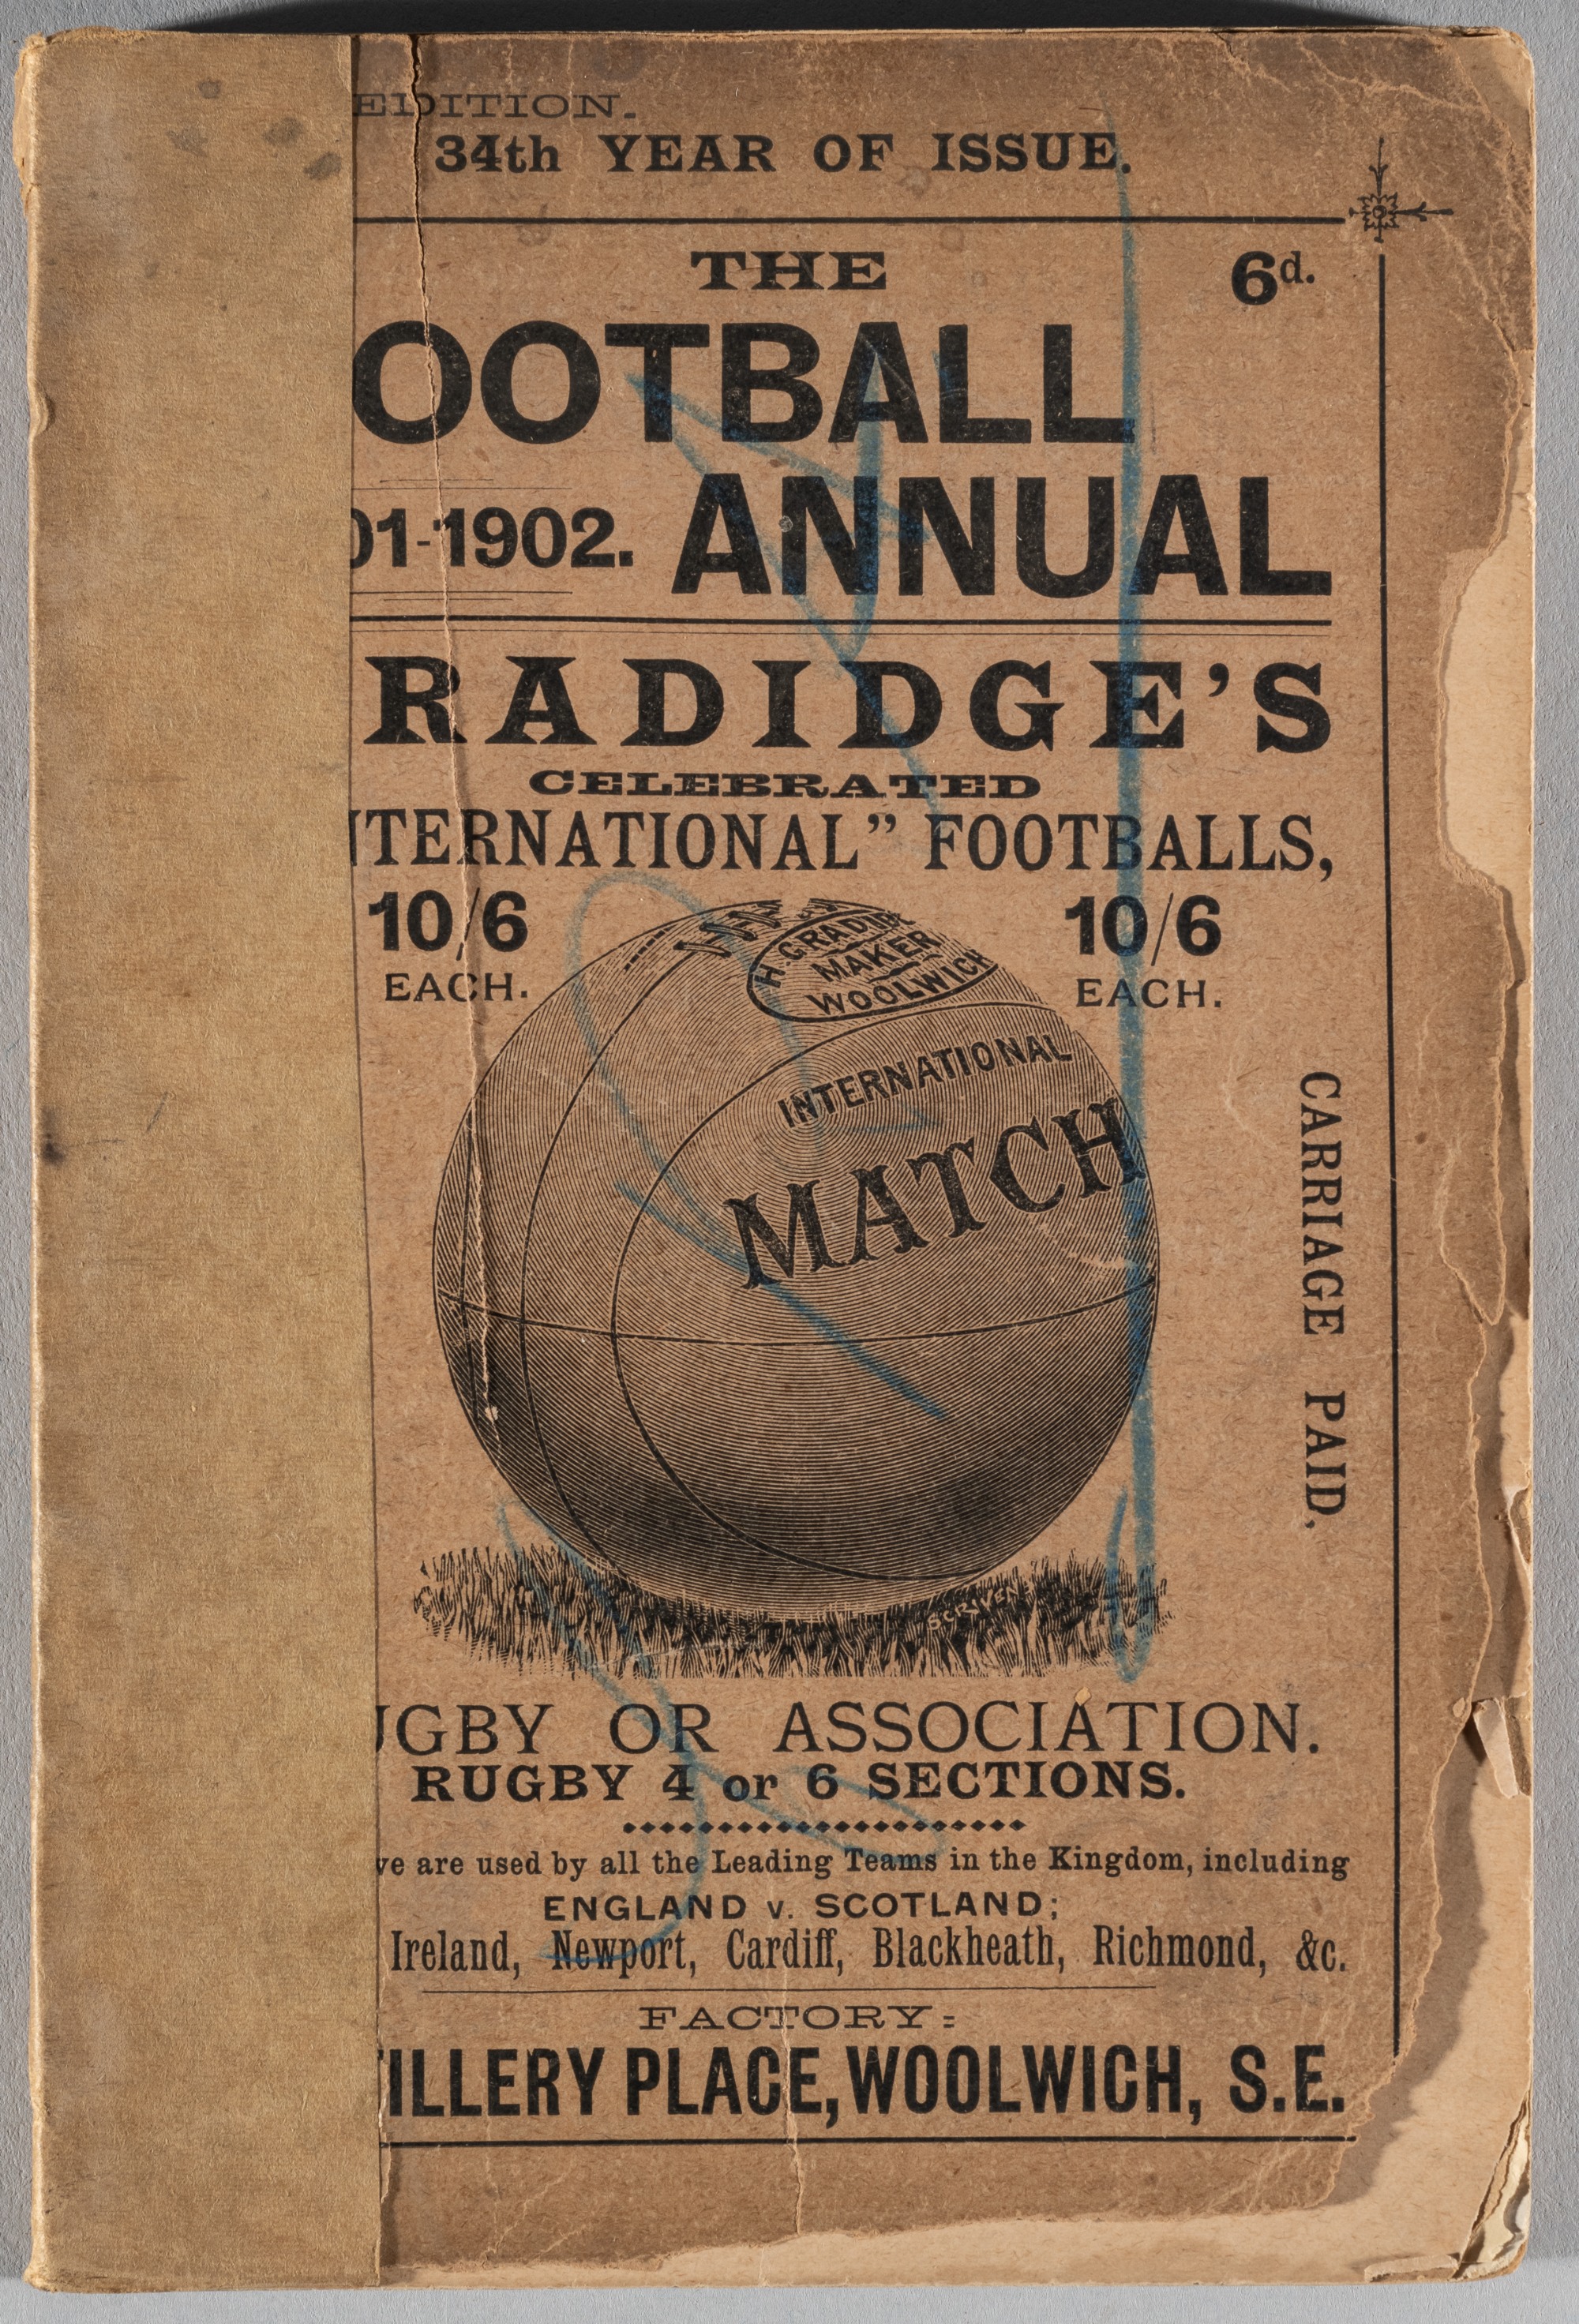 EDITION.
34th YEAR OF ISSUE.
THE
6d.
OOTBALL
01-1902. ANNUAL
RADIDGE'S
CELEBRATED
NTERNATIONAL” FOOTBALLS,
10/6
EACH.
10/6
EACH.
H. GRADIDGE
MAKER
WOOLWICH
INTERNATIONAL
MATCH
CARRIAGE PAID.
SCRIVEN
UGBY OR ASSOCIATION.
RUGBY 4 or 6 SECTIONS.
ve are used by all the Leading Teams in the Kingdom, including
ENGLAND v. SCOTLAND;
Ireland, Newport, Cardiff, Blackheath, Richmond, &c.
FACTORY:
TILLERY PLACE, WOOLWICH, S.E.